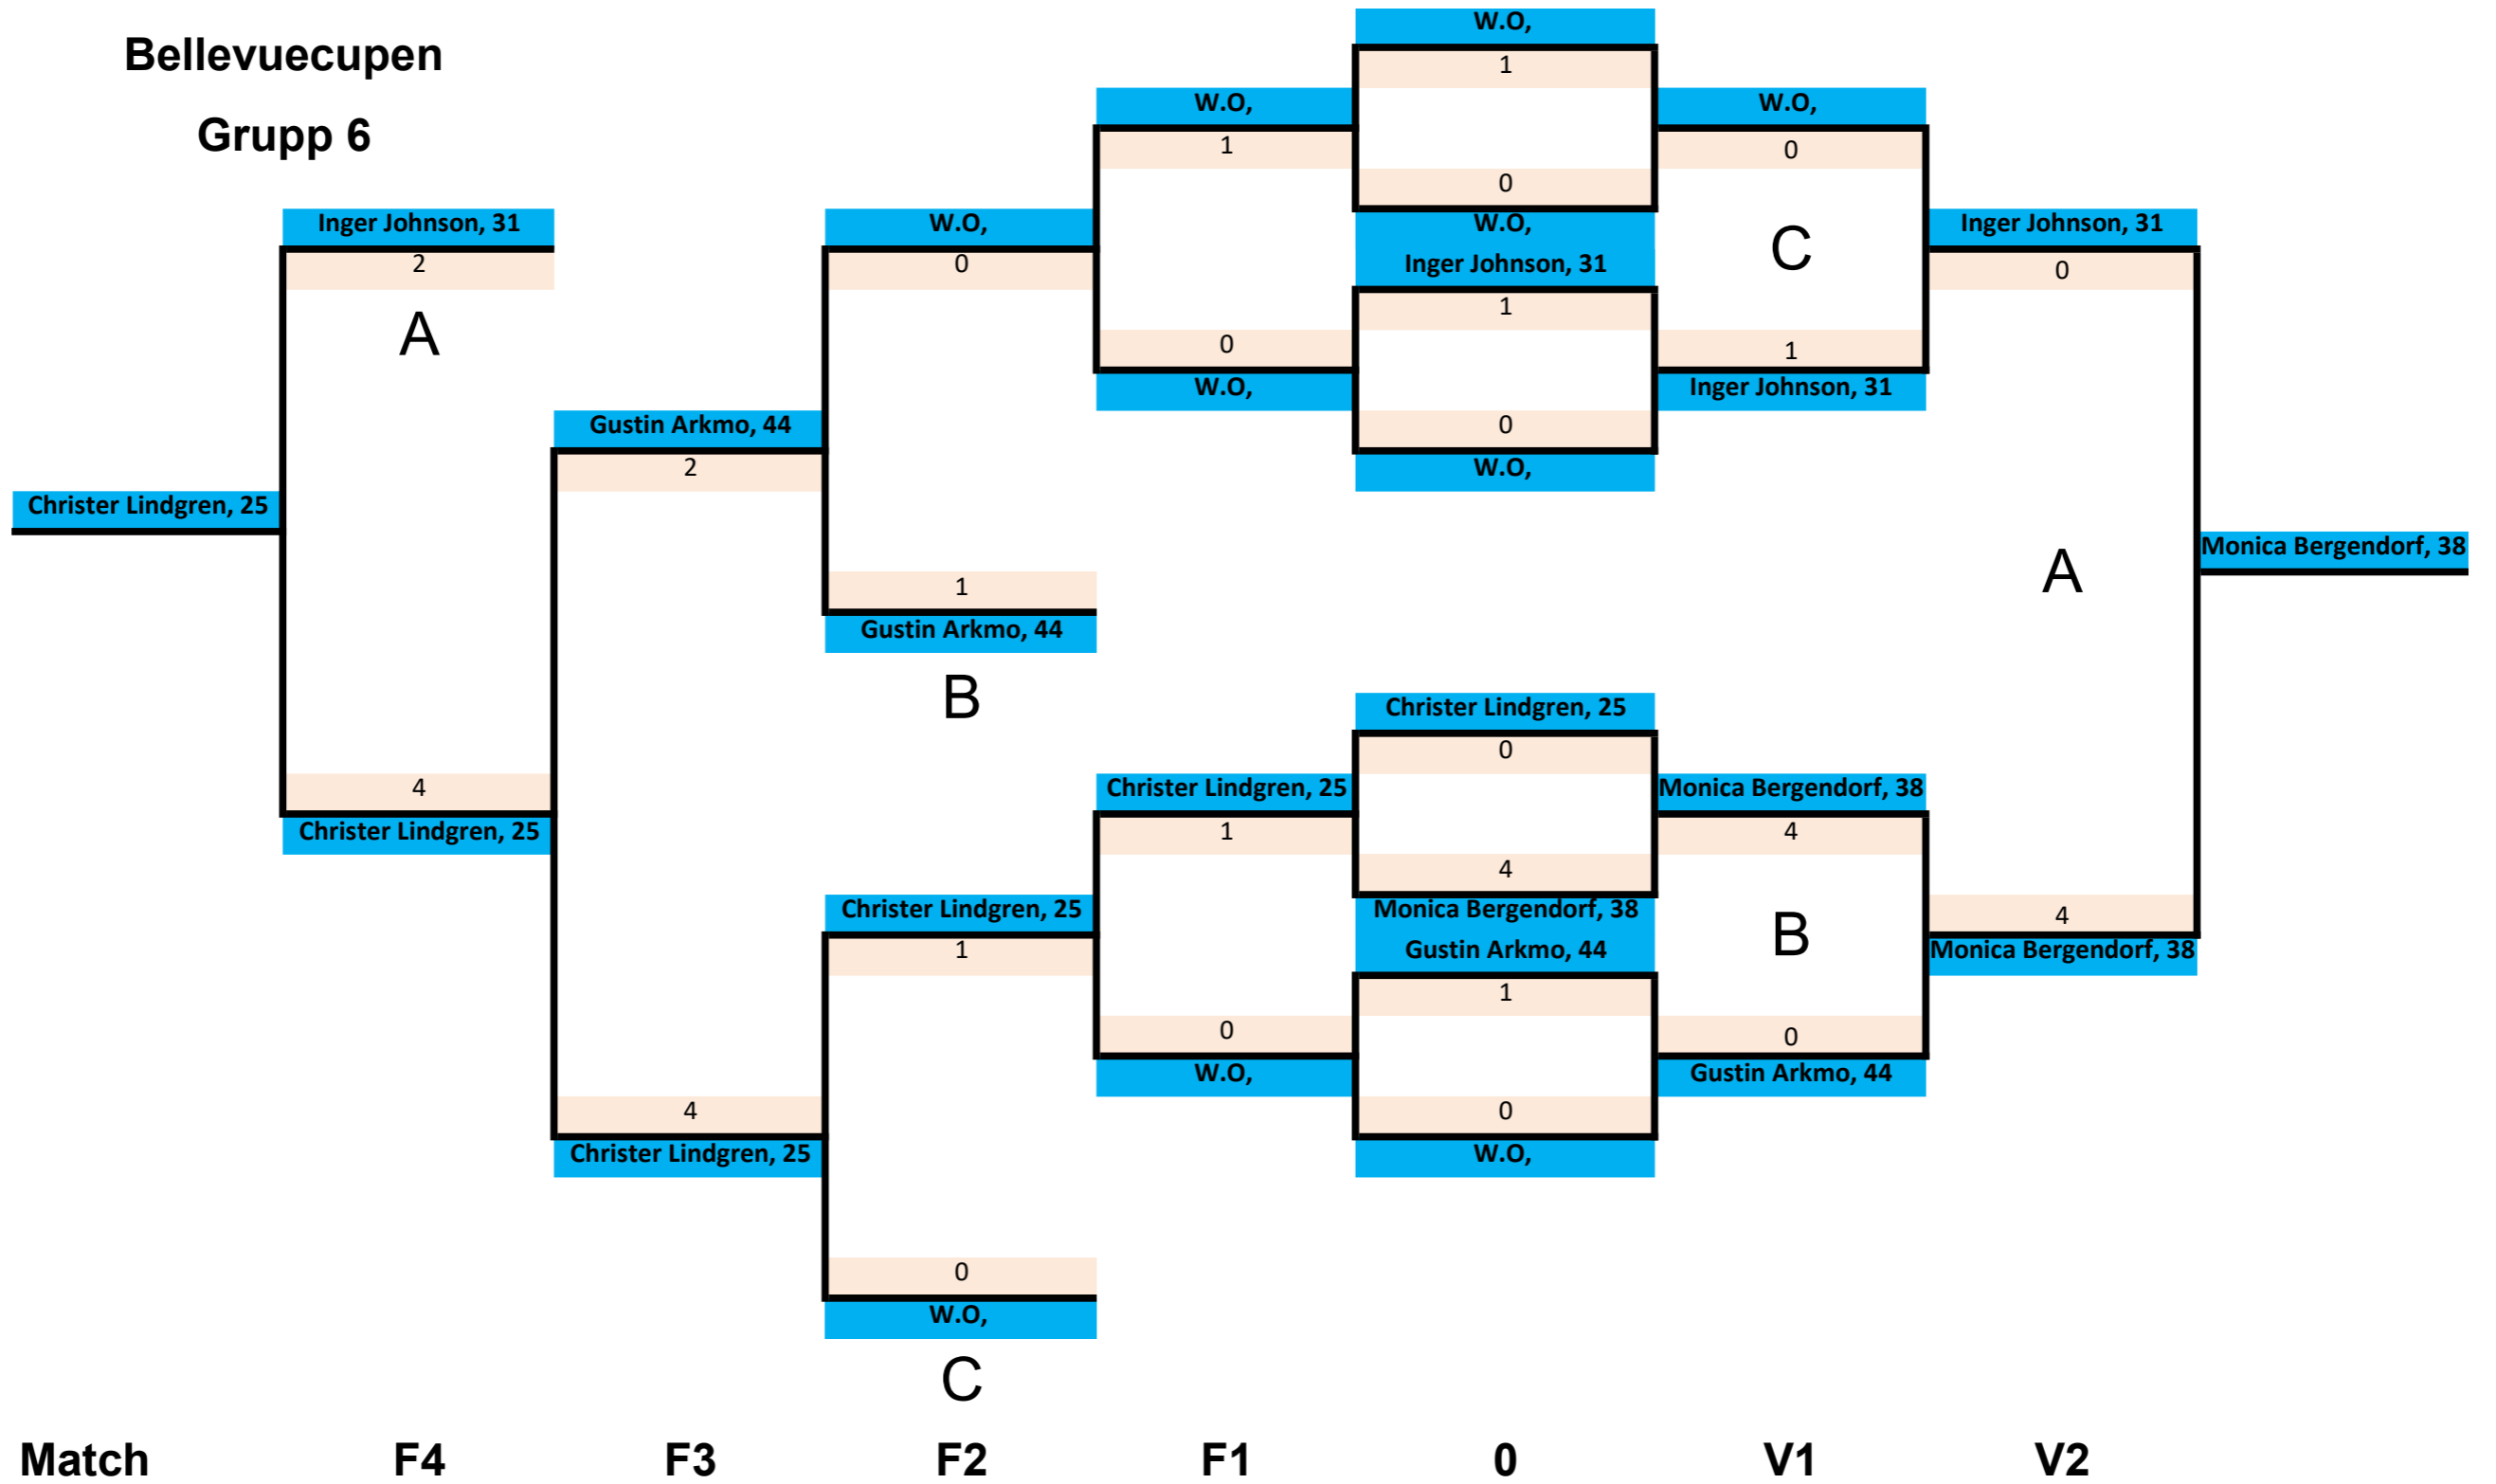 Bellevuecupen
Grupp 6
W.O,
1
W.O,
W.O,
1
0
0
Inger Johnson, 31
W.O,
W.O,
Inger Johnson, 31
2
0
Inger Johnson, 31
C
0
A
1
0
1
W.O,
Inger Johnson, 31
Gustin Arkmo, 44
0
2
W.O,
Christer Lindgren, 25
Monica Bergendorf, 38
A
1
Gustin Arkmo, 44
B
Christer Lindgren, 25
0
4
Christer Lindgren, 25
Monica Bergendorf, 38
Christer Lindgren, 25
1
4
4
Christer Lindgren, 25
Monica Bergendorf, 38
4
1
Gustin Arkmo, 44
B
Monica Bergendorf, 38
1
0
0
W.O,
Gustin Arkmo, 44
4
0
Christer Lindgren, 25
W.O,
0
W.O,
C
Match F4 F3 F2 F1 0 V1 V2